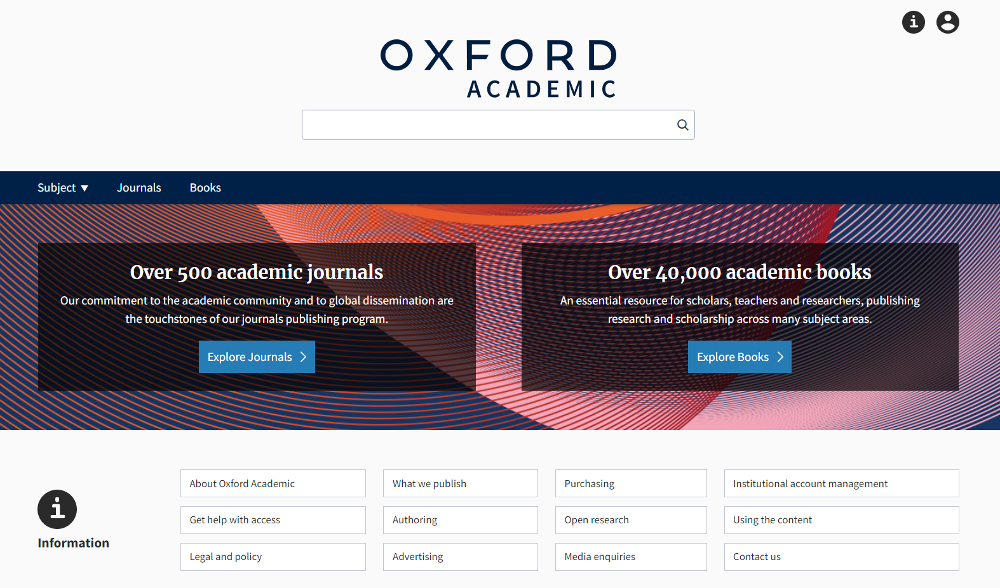 OXFORD
ACADEMIC
Subject ▼ Journals Books
Over 500 academic journals
Our commitment to the academic community and to global dissemination are
the touchstones of our journals publishing program.
Explore Journals
Over 40,000 academic books
An essential resource for scholars, teachers and researchers, publishing
research and scholarship across many subject areas.
Explore Books
Information
About Oxford Academic
What we publish
Purchasing
Institutional account management
Get help with access
Authoring
Open research
Using the content
Legal and policy
Advertising
Media enquiries
Contact us